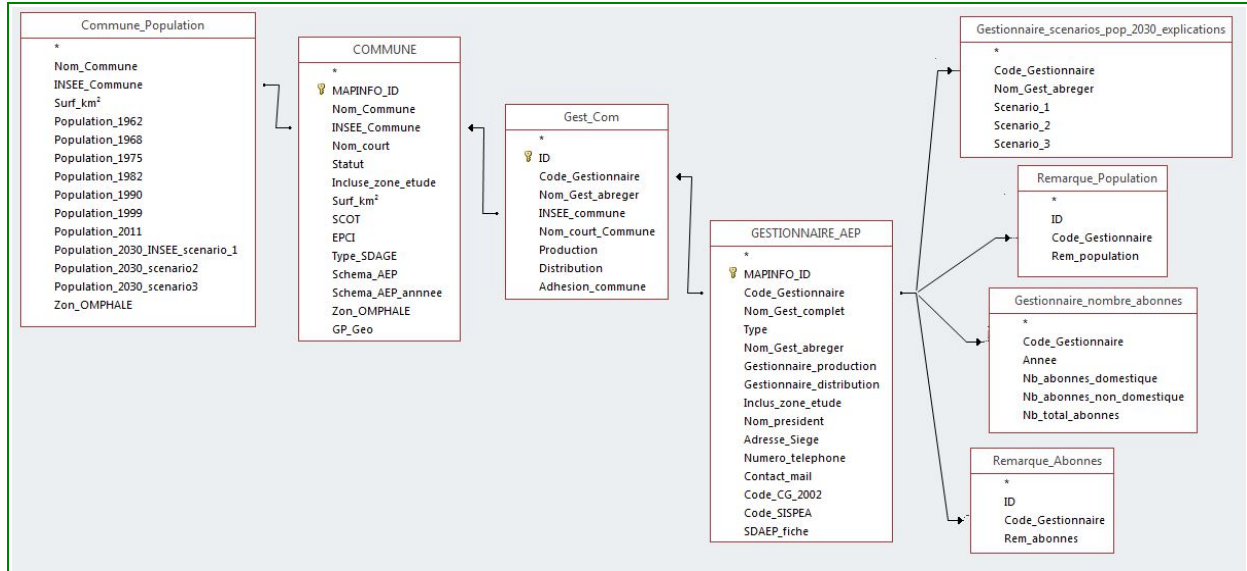 Commune_Population
*
Nom_Commune
INSEE_Commune
Surf_km²
Population_1962
Population_1968
Population_1975
Population_1982
Population_1990
Population_1999
Population_2011
Population_2030_INSEE_scenario_1
Population_2030_scenario2
Population_2030_scenario3
Zon_OMPHALE
COMMUNE
*
MAPINFO_ID
Nom_Commune
INSEE_Commune
Nom_court
Statut
Incluse_zone_etude
Surf_km²
SCOT
EPCI
Type_SDAGE
Schema_AEP
Schema_AEP_annnee
Zon_OMPHALE
GP_Geo
Gest_Com
*
ID
Code_Gestionnaire
Nom_Gest_abreger
INSEE_commune
Nom_court_Commune
Production
Distribution
Adhesion_commune
GESTIONNAIRE_AEP
*
MAPINFO_ID
Code_Gestionnaire
Nom_Gest_complet
Type
Nom_Gest_abreger
Gestionnaire_production
Gestionnaire_distribution
Inclus_zone_etude
Nom_president
Adresse_Siege
Numero_telephone
Contact_mail
Code_CG_2002
Code_SISPEA
SDAEP_fiche
Gestionnaire_scenarios_pop_2030_explications
*
Code_Gestionnaire
Nom_Gest_abreger
Scenario_1
Scenario_2
Scenario_3
Remarque_Population
*
ID
Code_Gestionnaire
Rem_population
Gestionnaire_nombre_abonnes
*
Code_Gestionnaire
Annee
Nb_abonnes_domestique
Nb_abonnes_non_domestique
Nb_total_abonnes
Remarque_Abonnes
*
ID
Code_Gestionnaire
Rem_abonnes